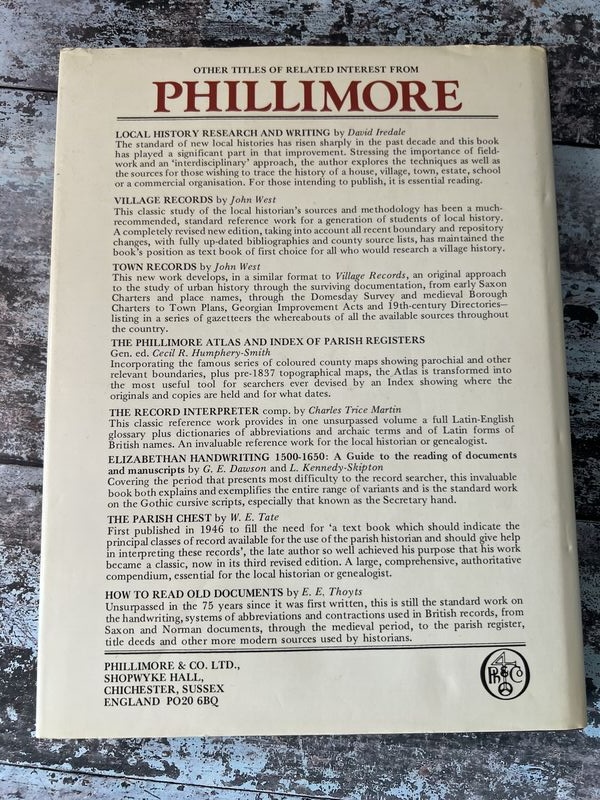 OTHER TITLES OF RELATED INTEREST FROM
PHILLIMORE
LOCAL HISTORY RESEARCH AND WRITING by David Iredale
The standard of new local histories has risen sharply in the past decade and this book
has played a significant part in that improvement. Stressing the importance of field-
work and an ‘interdisciplinary’ approach, the author explores the techniques as well as
the sources for those wishing to trace the history of a house, village, town, estate, school
or a commercial organisation. For those intending to publish, it is essential reading.
VILLAGE RECORDS by John West
This classic study of the local historian's sources and methodology has been a much-
recommended, standard reference work for a generation of students of local history.
A completely revised new edition, taking into account all recent boundary and repository
changes, with fully up-dated bibliographies and county source lists, has maintained the
book's position as text book of first choice for all who would research a village history.
TOWN RECORDS by John West
This new work develops, in a similar format to Village Records, an original approach
to the study of urban history through the surviving documentation, from early Saxon
Charters and place names, through the Domesday Survey and medieval Borough
Charters to Town Plans, Georgian Improvement Acts and 19th-century Directories—
listing in a series of gazetteers the whereabouts of all the available sources throughout
the country.
THE PHILLIMORE ATLAS AND INDEX OF PARISH REGISTERS
Gen. ed. Cecil R. Humphery-Smith
Incorporating the famous series of coloured county maps showing parochial and other
relevant boundaries, plus pre-1837 topographical maps, the Atlas is transformed into
the most useful tool for searchers ever devised by an Index showing where the
originals and copies are held and for what dates.
THE RECORD INTERPRETER comp. by Charles Trice Martin
This classic reference work provides in one unsurpassed volume a full Latin-English
glossary plus dictionaries of abbreviations and archaic terms and of Latin forms of
British names. An invaluable reference work for the local historian or genealogist.
ELIZABETHAN HANDWRITING 1500-1650: A Guide to the reading of documents
and manuscripts by G. E. Dawson and L. Kennedy-Skipton
Covering the period that presents most difficulty to the record searcher, this invaluable
book both explains and exemplifies the entire range of variants and is the standard work
on the Gothic cursive scripts, especially that known as the Secretary hand.
THE PARISH CHEST by W. E. Tate
First published in 1946 to fill the need for ‘a text book which should indicate the
principal classes of record available for the use of the parish historian and should give help
in interpreting these records’, the late author so well achieved his purpose that his work
became a classic, now in its third revised edition. A large, comprehensive, authoritative
compendium, essential for the local historian or genealogist.
HOW TO READ OLD DOCUMENTS by E. E. Thoyts
Unsurpassed in the 75 years since it was first written, this is still the standard work on
the handwriting, systems of abbreviations and contractions used in British records, from
Saxon and Norman documents, through the medieval period, to the parish register,
title deeds and other more modern sources used by historians.
PHILLIMORE & CO. LTD.,
SHOPWYKE HALL,
CHICHESTER, SUSSEX
ENGLAND PO20 6BQ